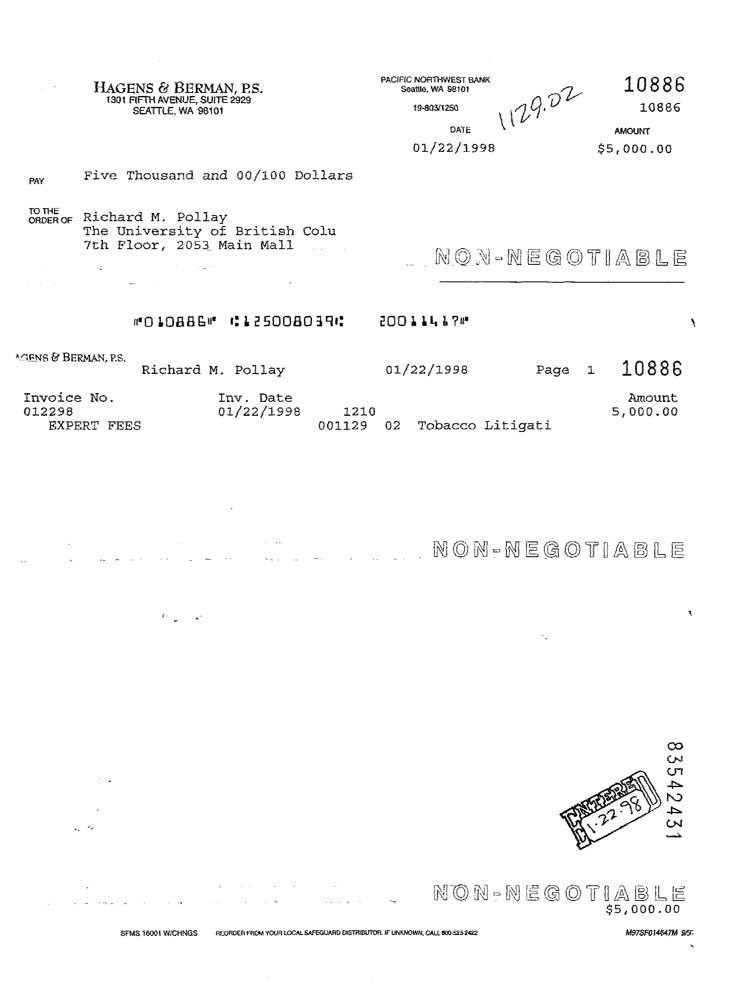 HAGENS & BERMAN, P.S.
1301 FIFTH AVENUE, SUITE 2929
SEATTLE, WA 98101
PACIFIC NORTHWEST BANK
Seattle, WA 98101
19-803/1250
1129.02
10886
10886
DATE
AMOUNT
01/22/1998
$5,000.00
PAY
Five Thousand and 00/100 Dollars
TO THE
ORDER OF
Richard M. Pollay
The University of British Colu
7th Floor, 2053 Main Mall
NON-NEGOTIABLE
⑈010886⑈ ⑆125008039⑆ 20011417⑈
AGENS & BERMAN, P.S.
Richard M. Pollay 01/22/1998 Page 1 10886
Invoice No. Inv. Date Amount
012298 01/22/1998 1210 5,000.00
EXPERT FEES 001129 02 Tobacco Litigati
NON-NEGOTIABLE
83542431
ENTERED
1-22-98
NON-NEGOTIABLE
$5,000.00
SFMS 16001 W/CHNGS REORDER FROM YOUR LOCAL SAFEGUARD DISTRIBUTOR. IF UNKNOWN, CALL 800-523-2422 M97SF014647M